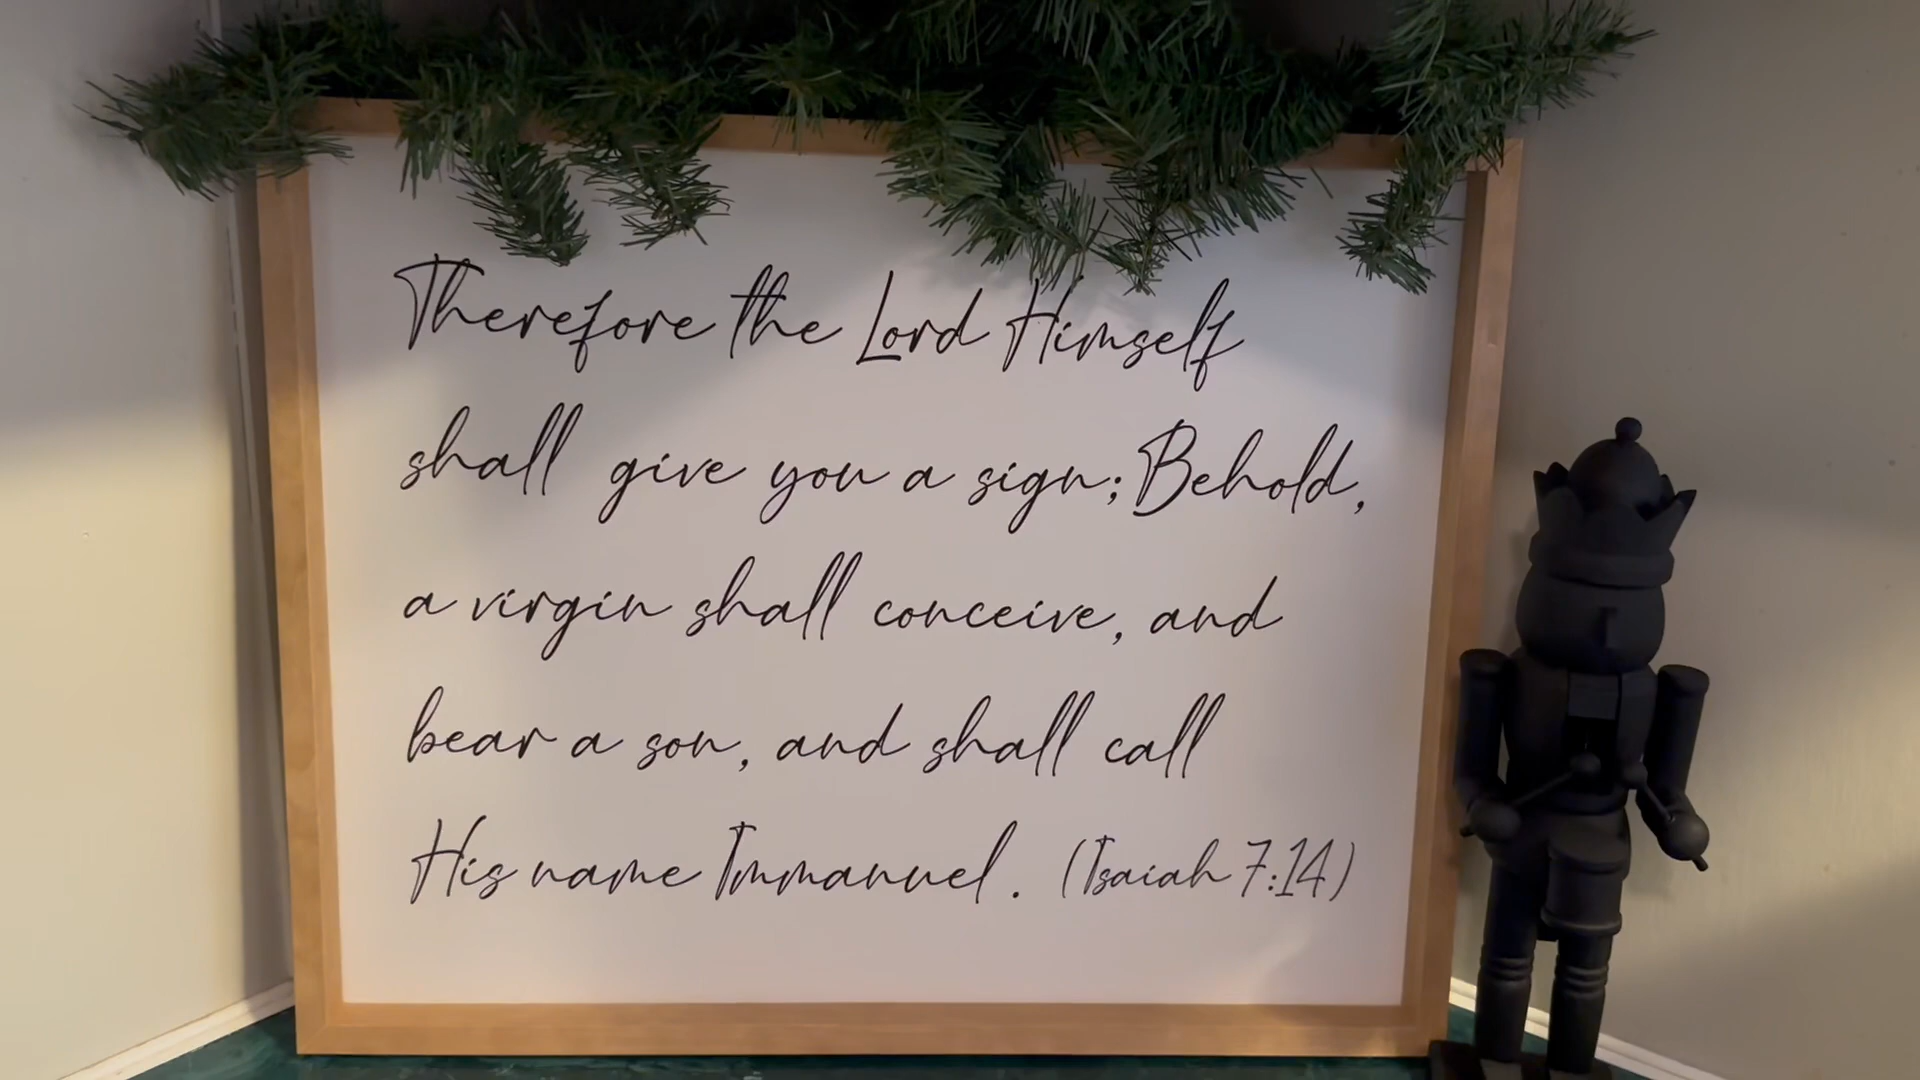 Therefore the Lord Himself
shall give you a sign; Behold,
a virgin shall conceive, and
bear a son, and shall call
His name Immanuel. (Isaiah 7:14)